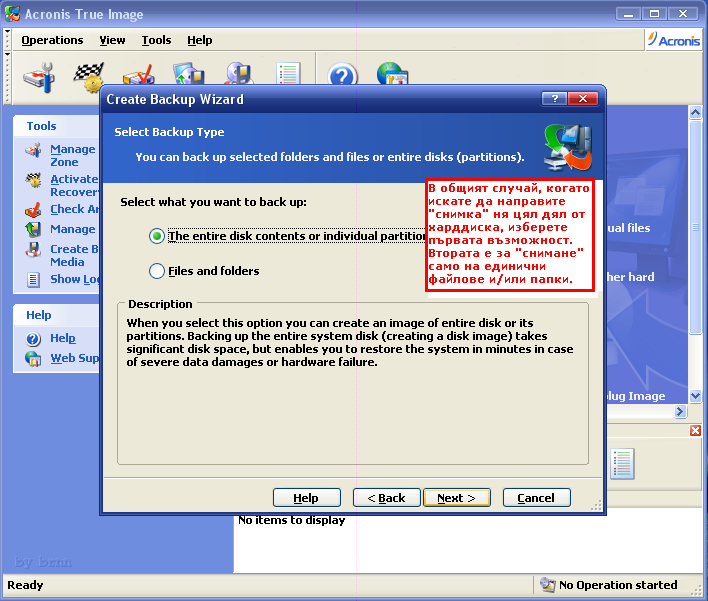 Acronis True Image
Operations View Tools Help
Acronis
Create Backup Wizard
Select Backup Type
You can back up selected folders and files or entire disks (partitions).
Tools
Manage
Zone
Activate
Recover
Check Ar
Manage
Create B
Media
Show Log
Help
Help
Web Sup
Select what you want to back up:
The entire disk contents or individual partition
Files and folders
В общият случай, когато
искате да направите
"снимка" ня цял дял от
харддиска, изберете
първата възможност.
Втората е за "снимане"
само на единични
файлове и/или папки.
Description
When you select this option you can create an image of entire disk or its
partitions. Backing up the entire system disk (creating a disk image) takes
significant disk space, but enables you to restore the system in minutes in case
of severe data damages or hardware failure.
ual files
her hard
lug Image
Help
< Back
Next >
Cancel
No items to display
by brnn
Ready
No Operation started